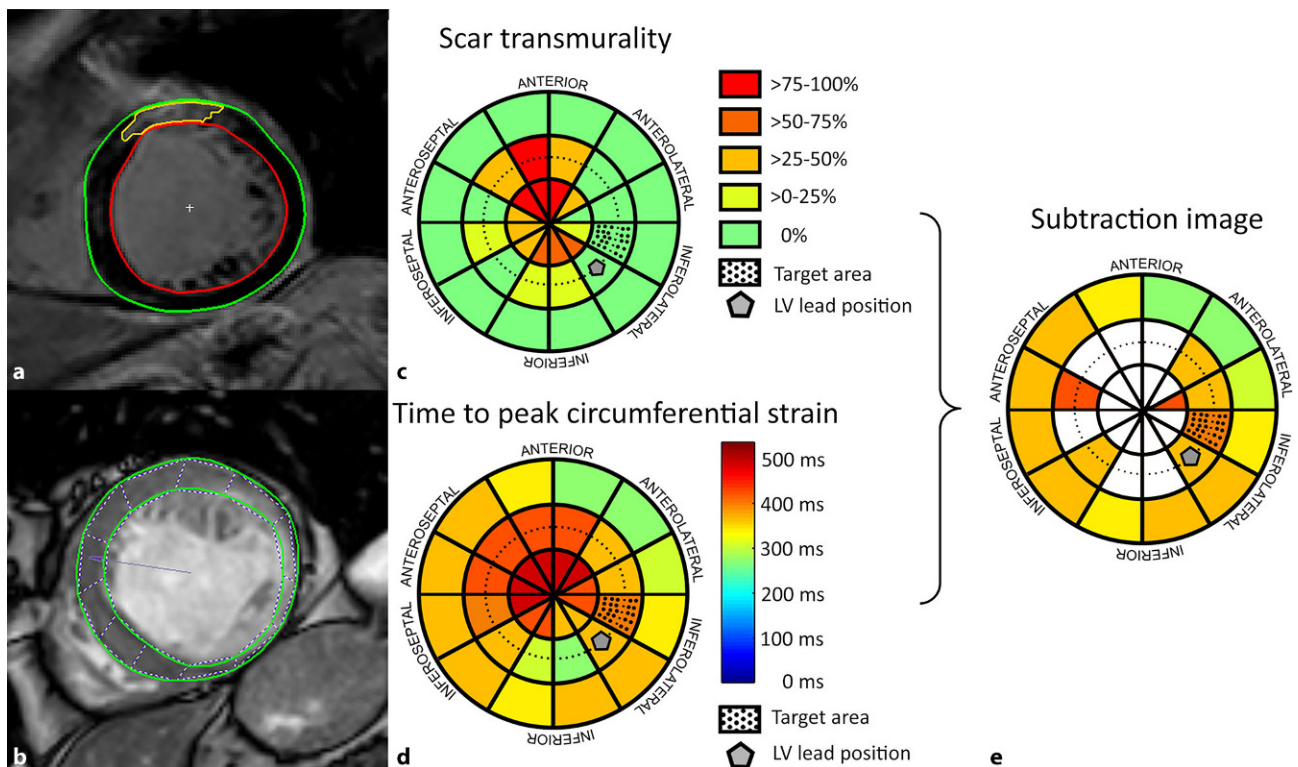 a
b
Scar transmurality
ANTERIOR
ANTEROLATERAL
INFEROLATERAL
INFERIOR
INFEROSEPTAL
ANTEROSEPTAL
>75-100%
>50-75%
>25-50%
>0-25%
0%
Target area
LV lead position
c
Time to peak circumferential strain
ANTERIOR
ANTEROLATERAL
INFEROLATERAL
INFERIOR
INFEROSEPTAL
ANTEROSEPTAL
500 ms
400 ms
300 ms
200 ms
100 ms
0 ms
Target area
LV lead position
d
Subtraction image
ANTERIOR
ANTEROLATERAL
INFEROLATERAL
INFERIOR
INFEROSEPTAL
ANTEROSEPTAL
e